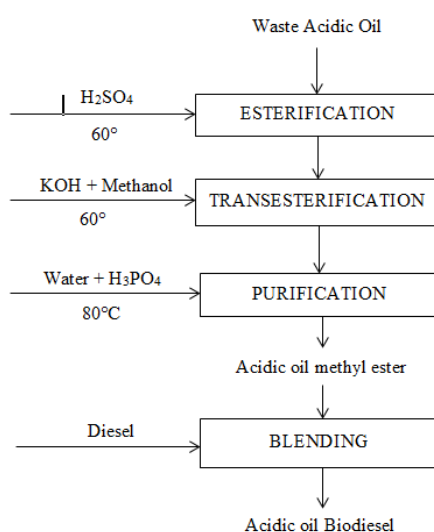 Waste Acidic Oil
H₂SO₄
ESTERIFICATION
60°
KOH + Methanol
TRANSESTERIFICATION
60°
Water + H₃PO₄
PURIFICATION
80°C
Acidic oil methyl ester
Diesel
BLENDING
Acidic oil Biodiesel